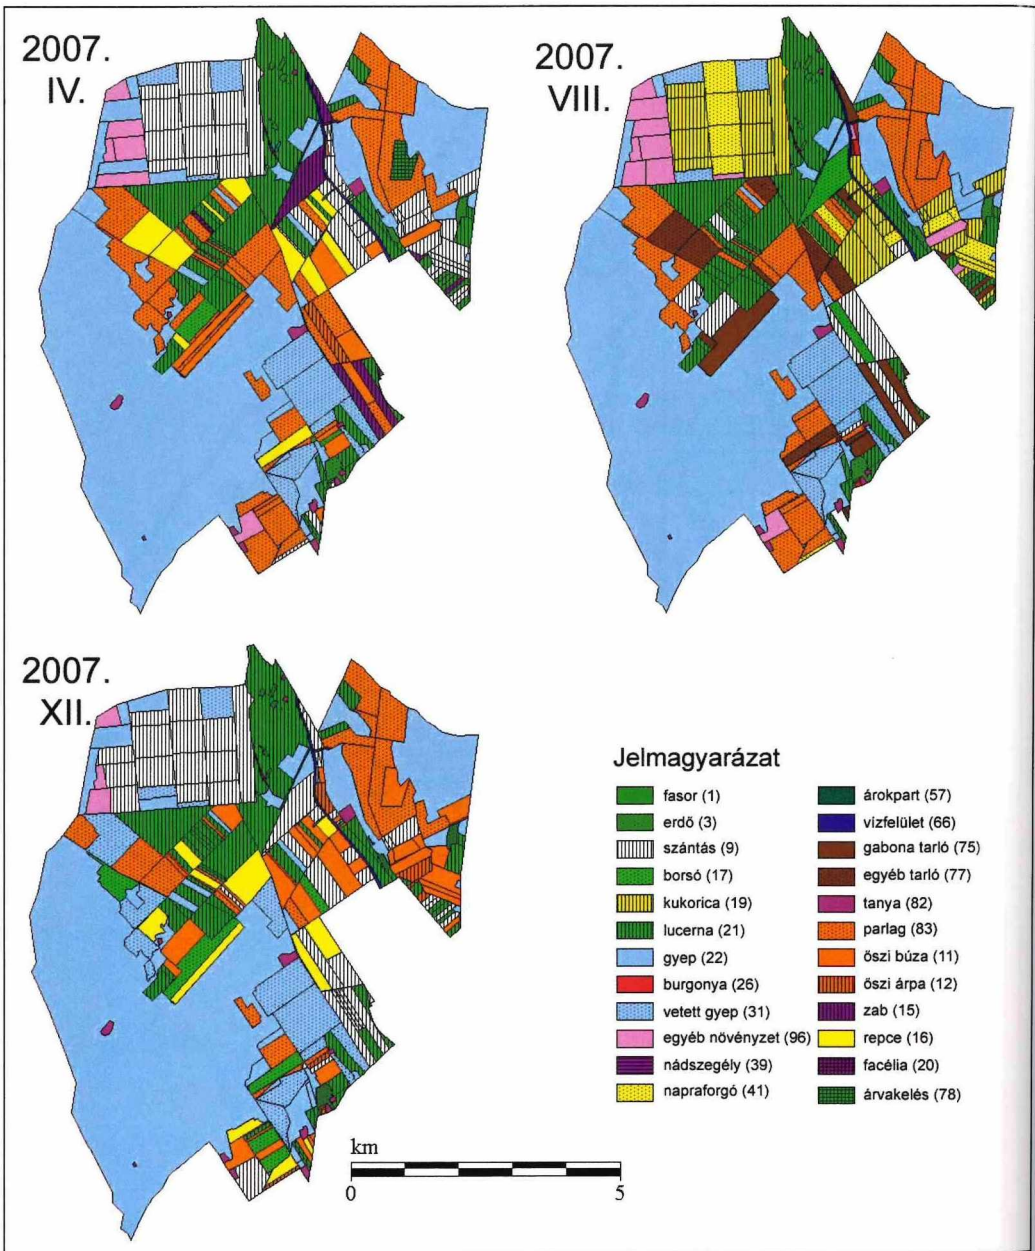 2007.
IV.
2007.
VIII.
2007.
XII.
Jelmagyarázat
fasor (1)
erdő (3)
szántás (9)
borsó (17)
kukorica (19)
lucerna (21)
gyep (22)
burgonya (26)
vetett gyep (31)
egyéb növényzet (96)
nádszegély (39)
napraforgó (41)
árokpart (57)
vízfelület (66)
gabona tarló (75)
egyéb tarló (77)
tanya (82)
parlag (83)
őszi búza (11)
őszi árpa (12)
zab (15)
repce (16)
facélia (20)
árvakelés (78)
km
0 5